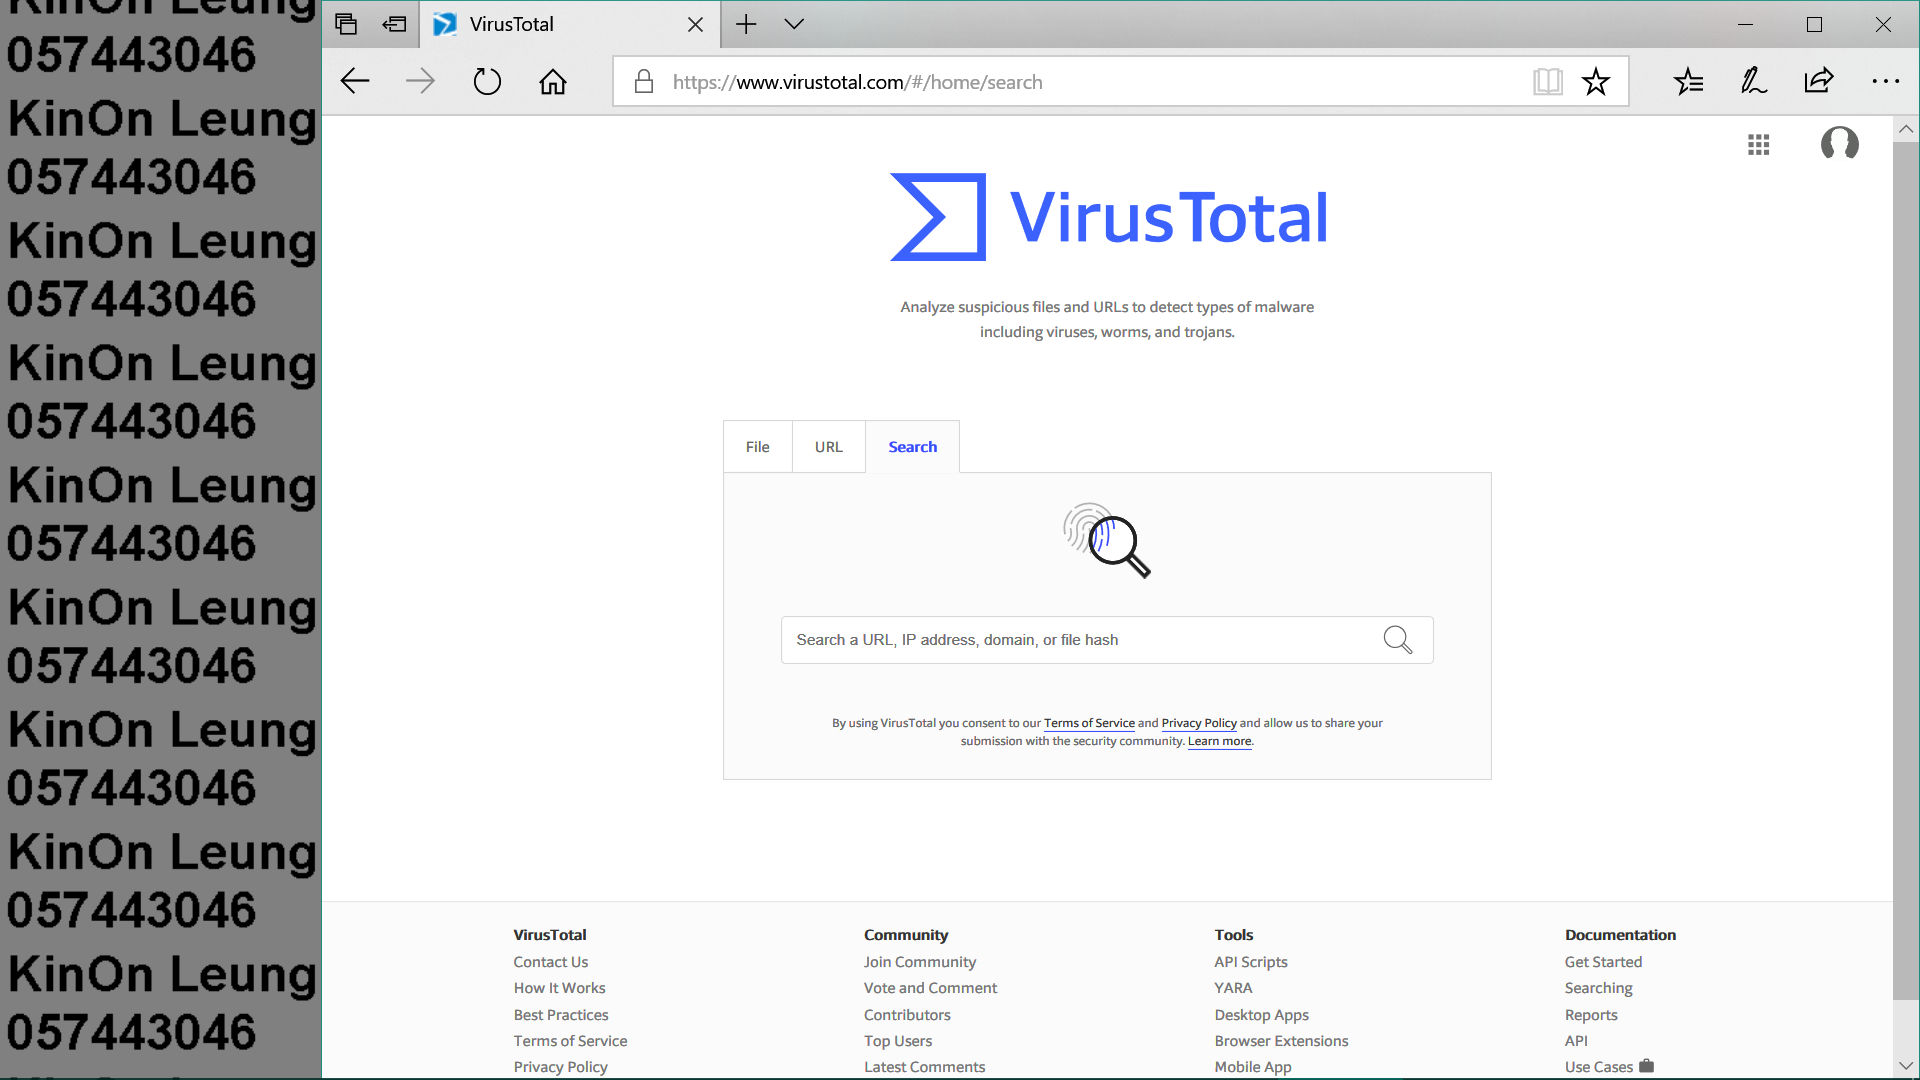 KinOn Leung
057443046
KinOn Leung
057443046
KinOn Leung
057443046
KinOn Leung
057443046
KinOn Leung
057443046
KinOn Leung
057443046
KinOn Leung
057443046
KinOn Leung
057443046
KinOn Leung
057443046
VirusTotal
https://www.virustotal.com/#/home/search
VirusTotal
Analyze suspicious files and URLs to detect types of malware
including viruses, worms, and trojans.
File
URL
Search
Search a URL, IP address, domain, or file hash
By using VirusTotal you consent to our Terms of Service and Privacy Policy and allow us to share your
submission with the security community. Learn more.
VirusTotal
Contact Us
How It Works
Best Practices
Terms of Service
Privacy Policy
Community
Join Community
Vote and Comment
Contributors
Top Users
Latest Comments
Tools
API Scripts
YARA
Desktop Apps
Browser Extensions
Mobile App
Documentation
Get Started
Searching
Reports
API
Use Cases